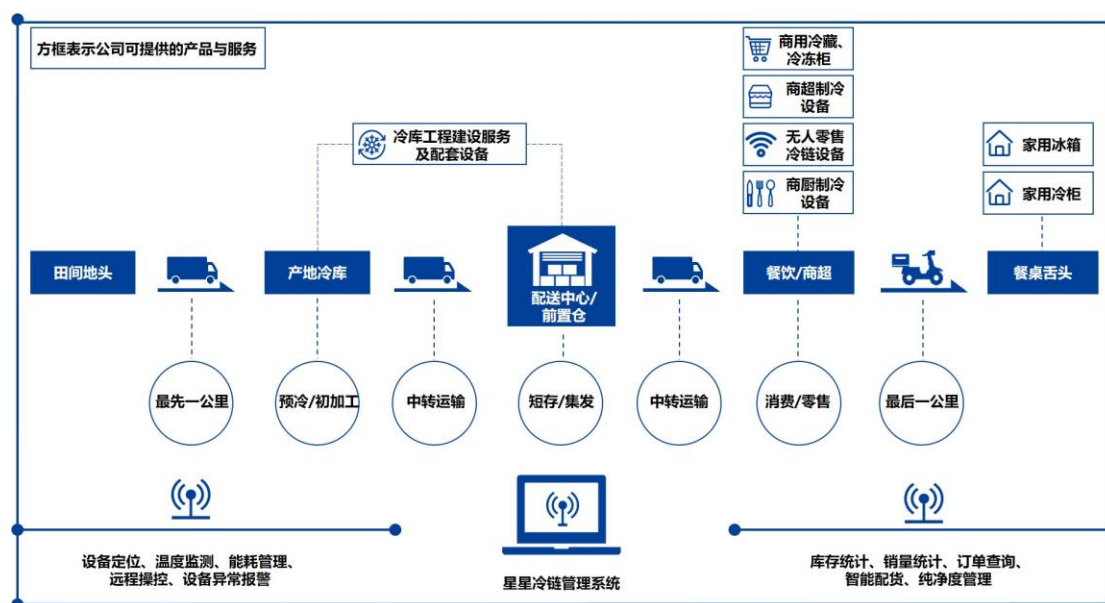 方框表示公司可提供的产品与服务
商用冷藏、
冷冻柜
商超制冷
设备
冷库工程建设服务
及配套设备
无人零售
冷链设备
家用冰箱
商厨制冷
设备
家用冷柜
田间地头
产地冷库
配送中心/
前置仓
餐饮/商超
餐桌舌头
最先一公里
预冷/初加工
中转运输
短存/集发
中转运输
消费/零售
最后一公里
设备定位、温度监测、能耗管理、
远程操控、设备异常报警
星星冷链管理系统
库存统计、销量统计、订单查询、
智能配货、纯净度管理